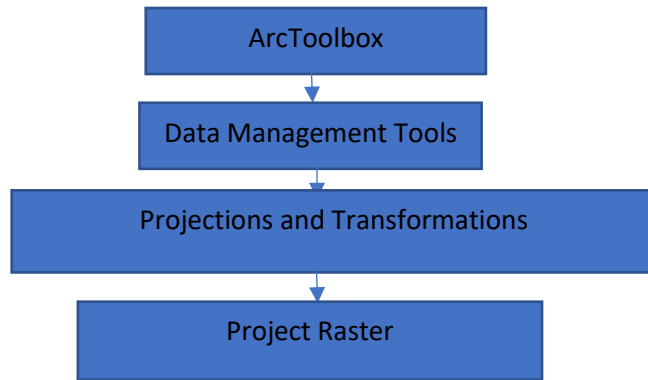 ArcToolbox
Data Management Tools
Projections and Transformations
Project Raster